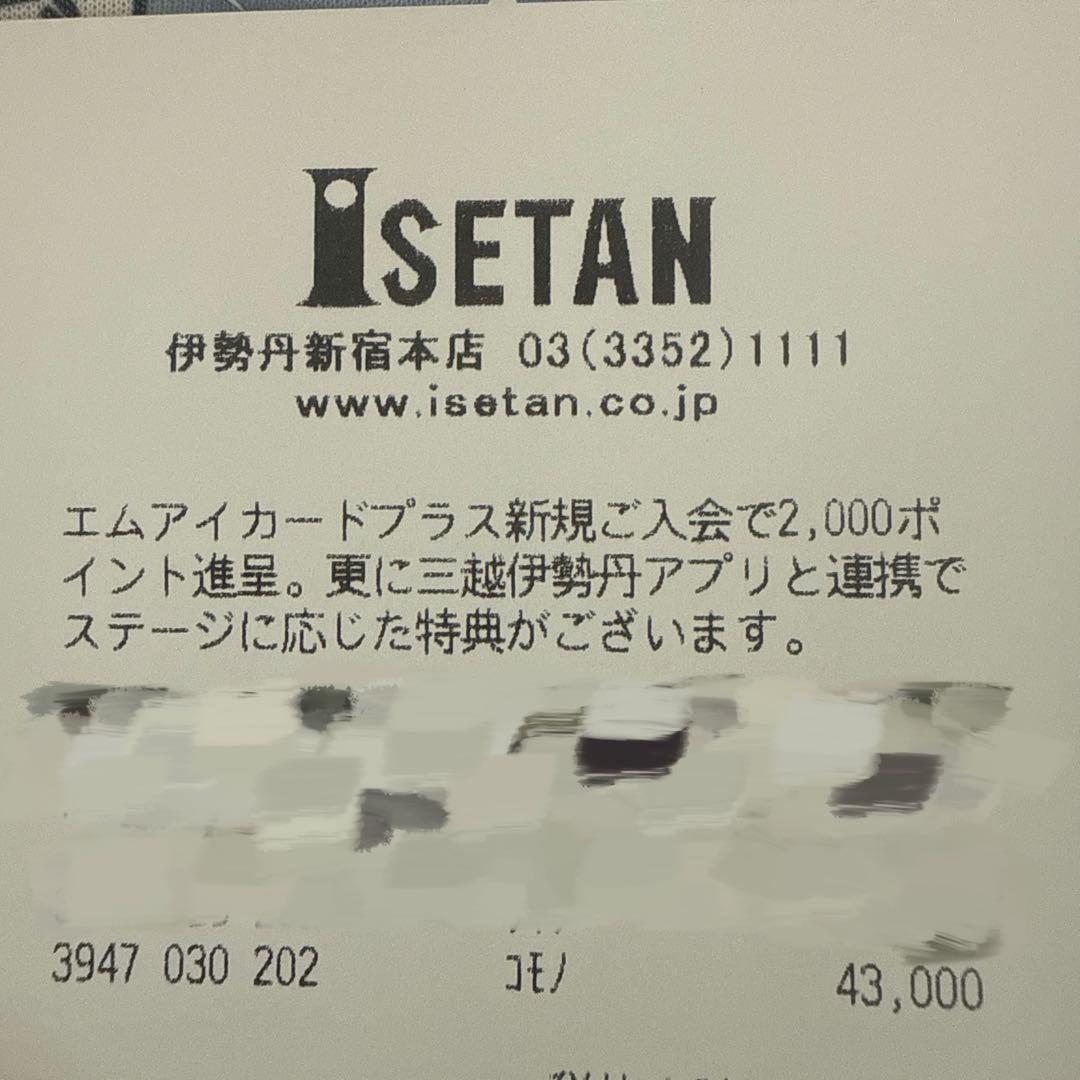 ISETAN
伊勢丹新宿本店 03(3352)1111
www.isetan.co.jp
エムアイカードプラス新規ご入会で2,000ポ
イント進呈。更に三越伊勢丹アプリと連携で
ステージに応じた特典がございます。
3947 030 202 コモノ 43,000